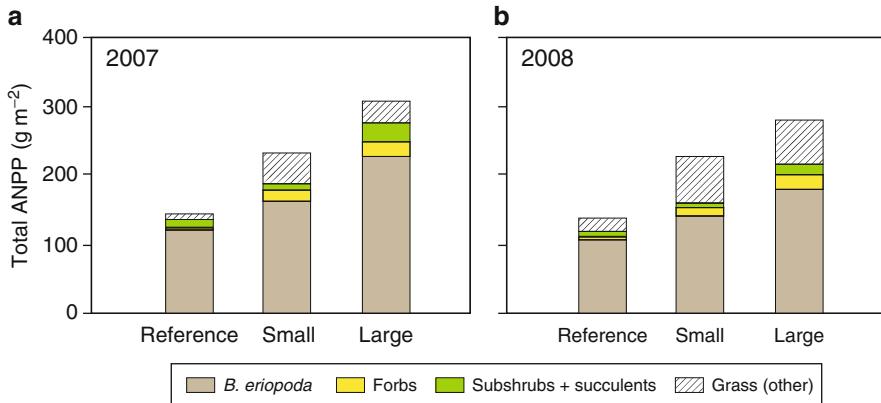 a
b
400
2007
2008
300
200
100
0
Total ANPP (g m⁻²)
Reference Small Large
Reference Small Large
B. eriopoda Forbs Subshrubs + succulents Grass (other)